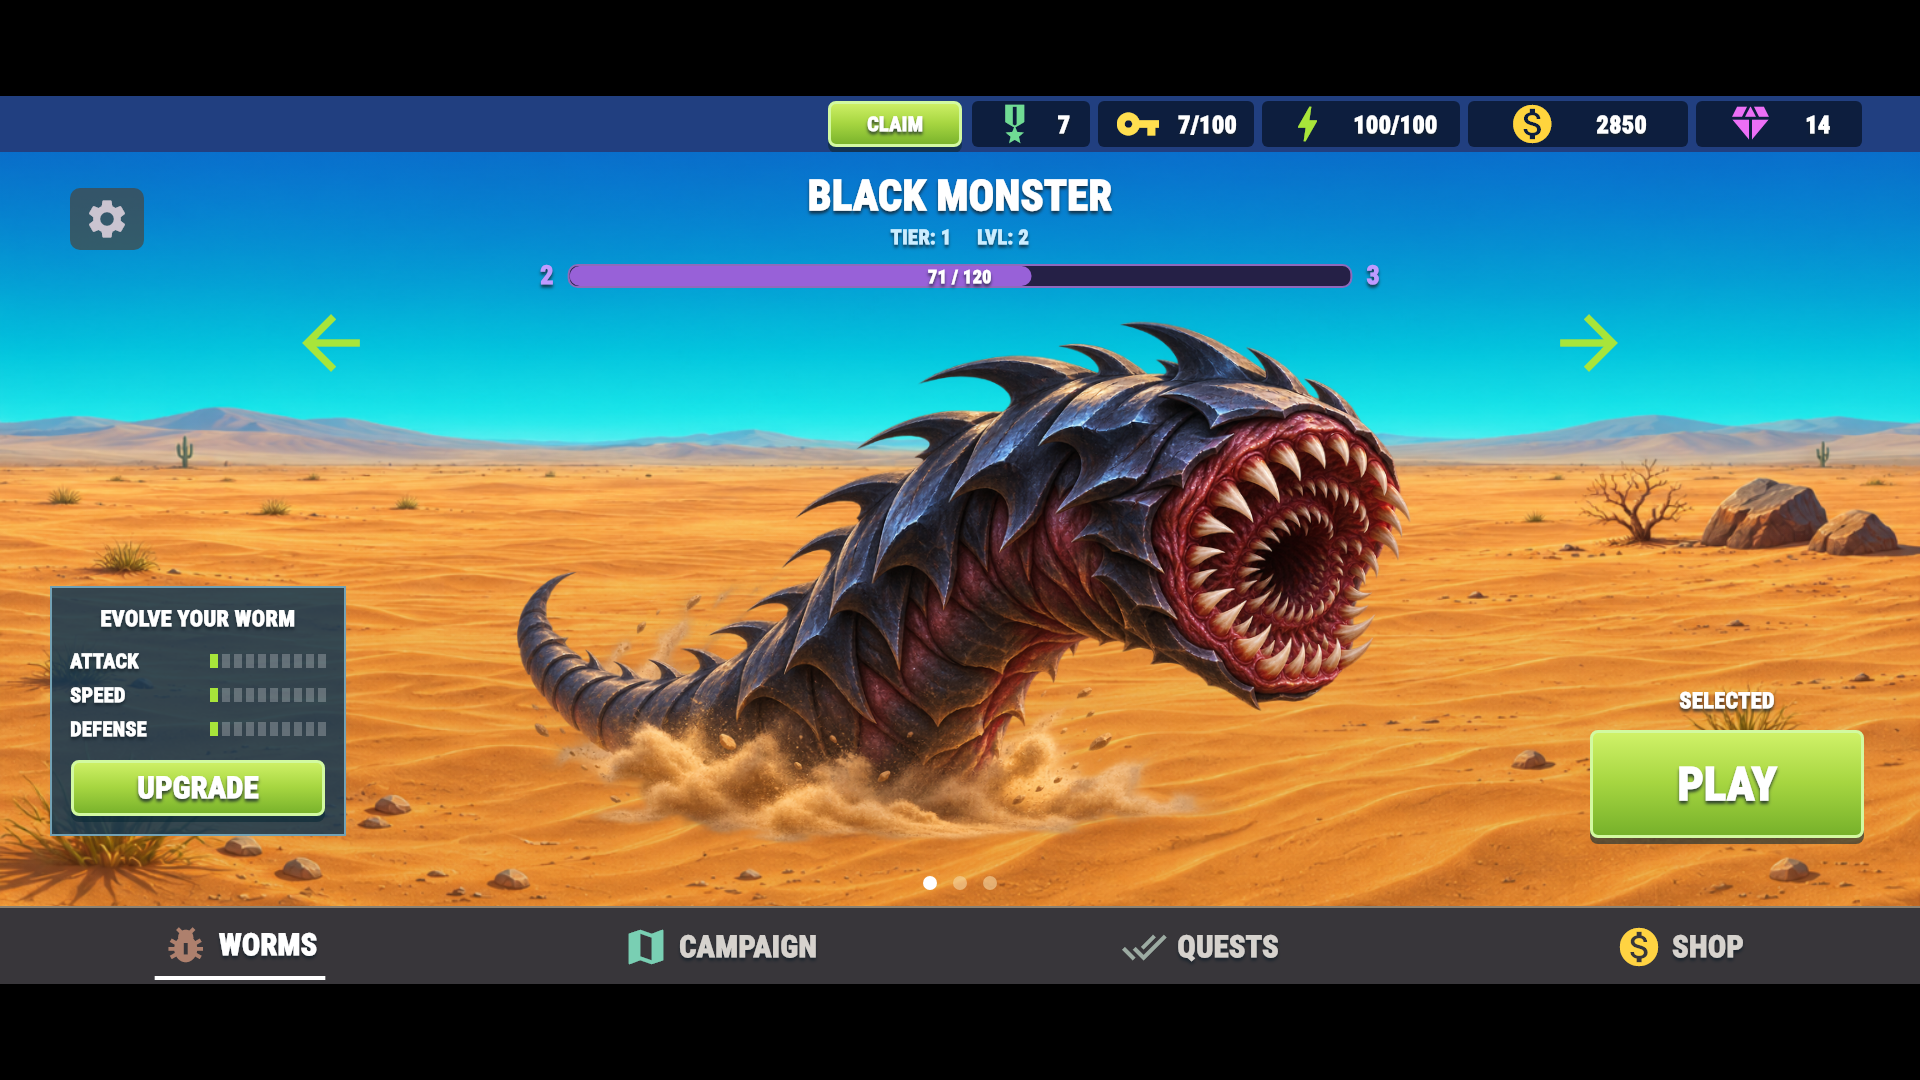 CLAIM 7 7/100 100/100 2850 14
BLACK MONSTER
TIER: 1 LVL: 2
2 71 / 120 3
EVOLVE YOUR WORM
ATTACK
SPEED
DEFENSE
UPGRADE
SELECTED
PLAY
WORMS CAMPAIGN QUESTS SHOP